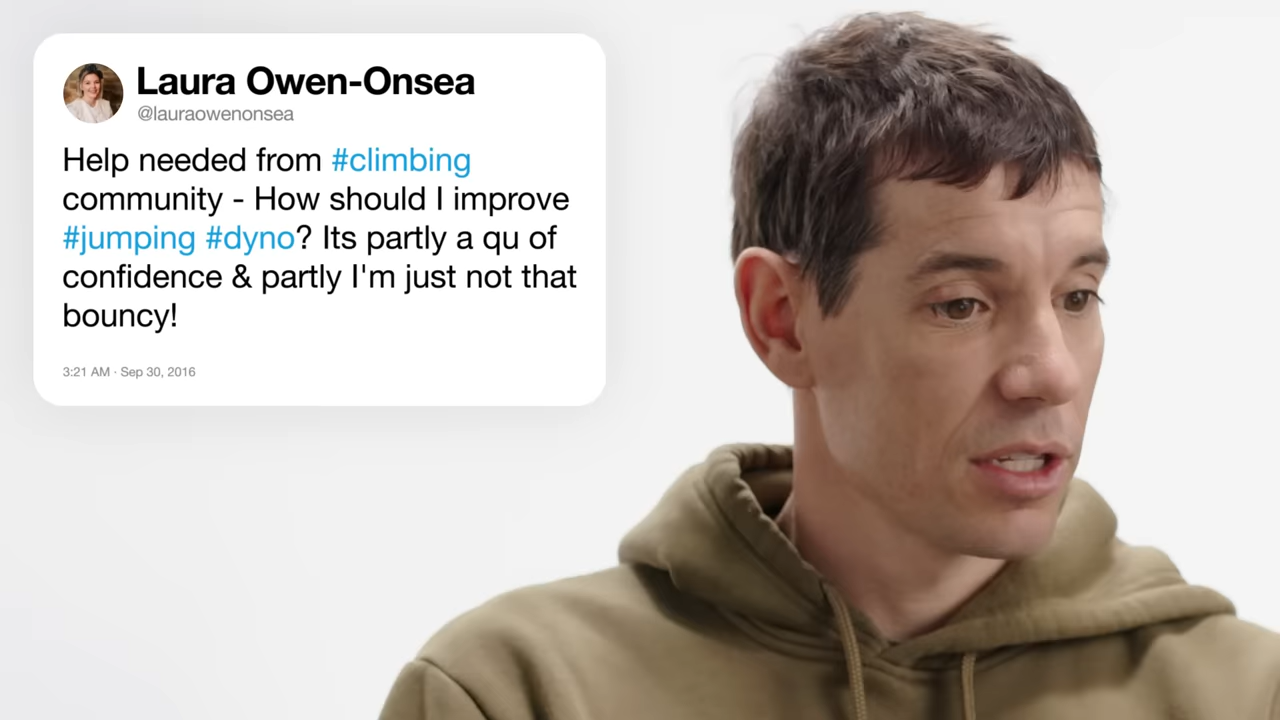 Laura Owen-Onsea
@lauraowenonsea
Help needed from #climbing
community - How should I improve
#jumping #dyno? Its partly a qu of
confidence & partly I'm just not that
bouncy!
3:21 AM · Sep 30, 2016